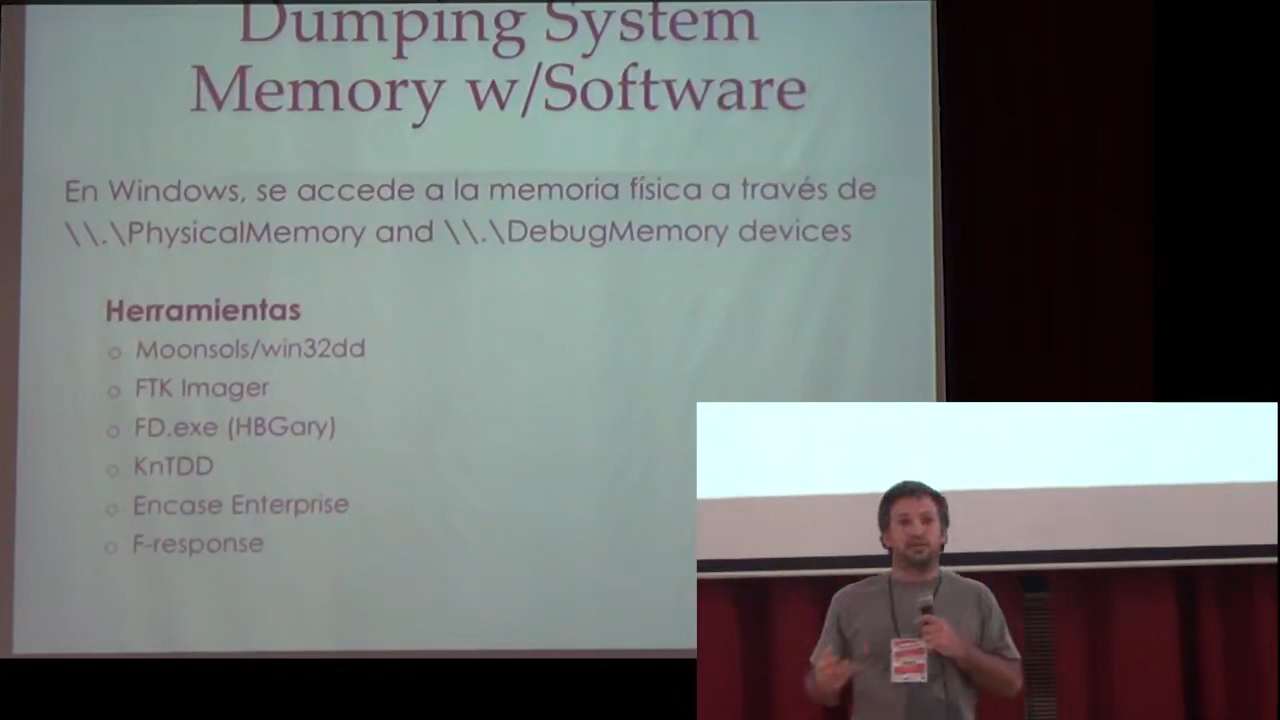 Dumping System
Memory w/Software
En Windows, se accede a la memoria física a través de
\\.\PhysicalMemory and \\.\DebugMemory devices
Herramientas
o Moonsols/win32dd
o FTK Imager
o FD.exe (HBGary)
o KnTDD
o Encase Enterprise
o F-response